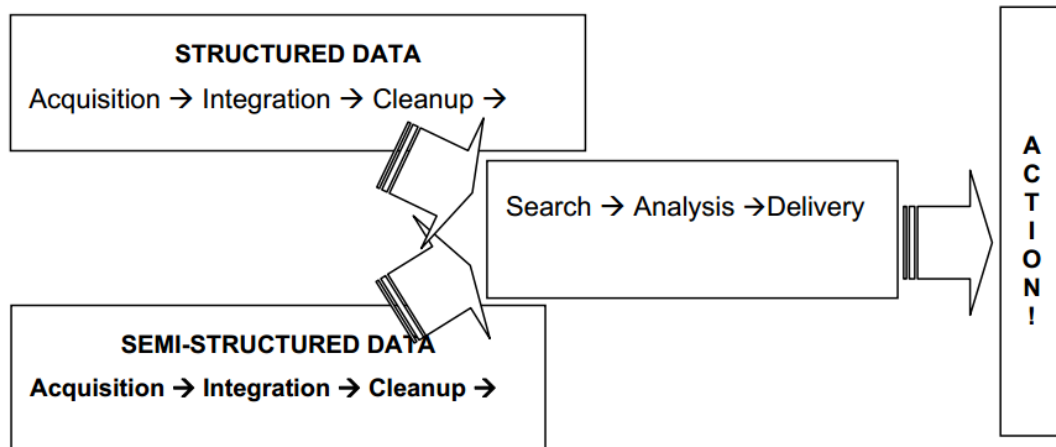 STRUCTURED DATA
Acquisition → Integration → Cleanup →
Search → Analysis →Delivery
SEMI-STRUCTURED DATA
Acquisition → Integration → Cleanup →
A
C
T
I
O
N
!